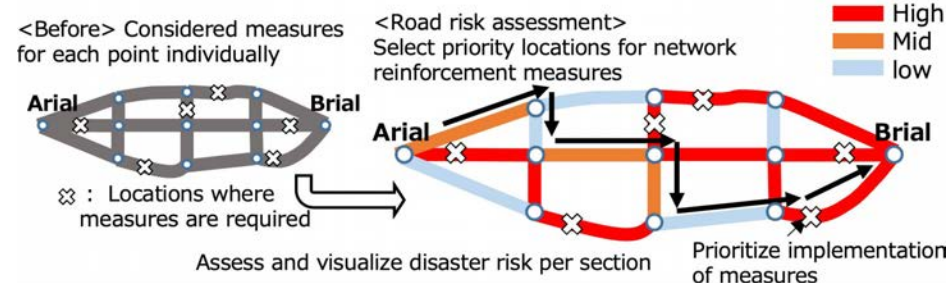 <Before> Considered measures
for each point individually
Arial
Brial
: Locations where
measures are required
<Road risk assessment>
Select priority locations for network
reinforcement measures
High
Mid
low
Arial
Brial
Assess and visualize disaster risk per section
Prioritize implementation
of measures